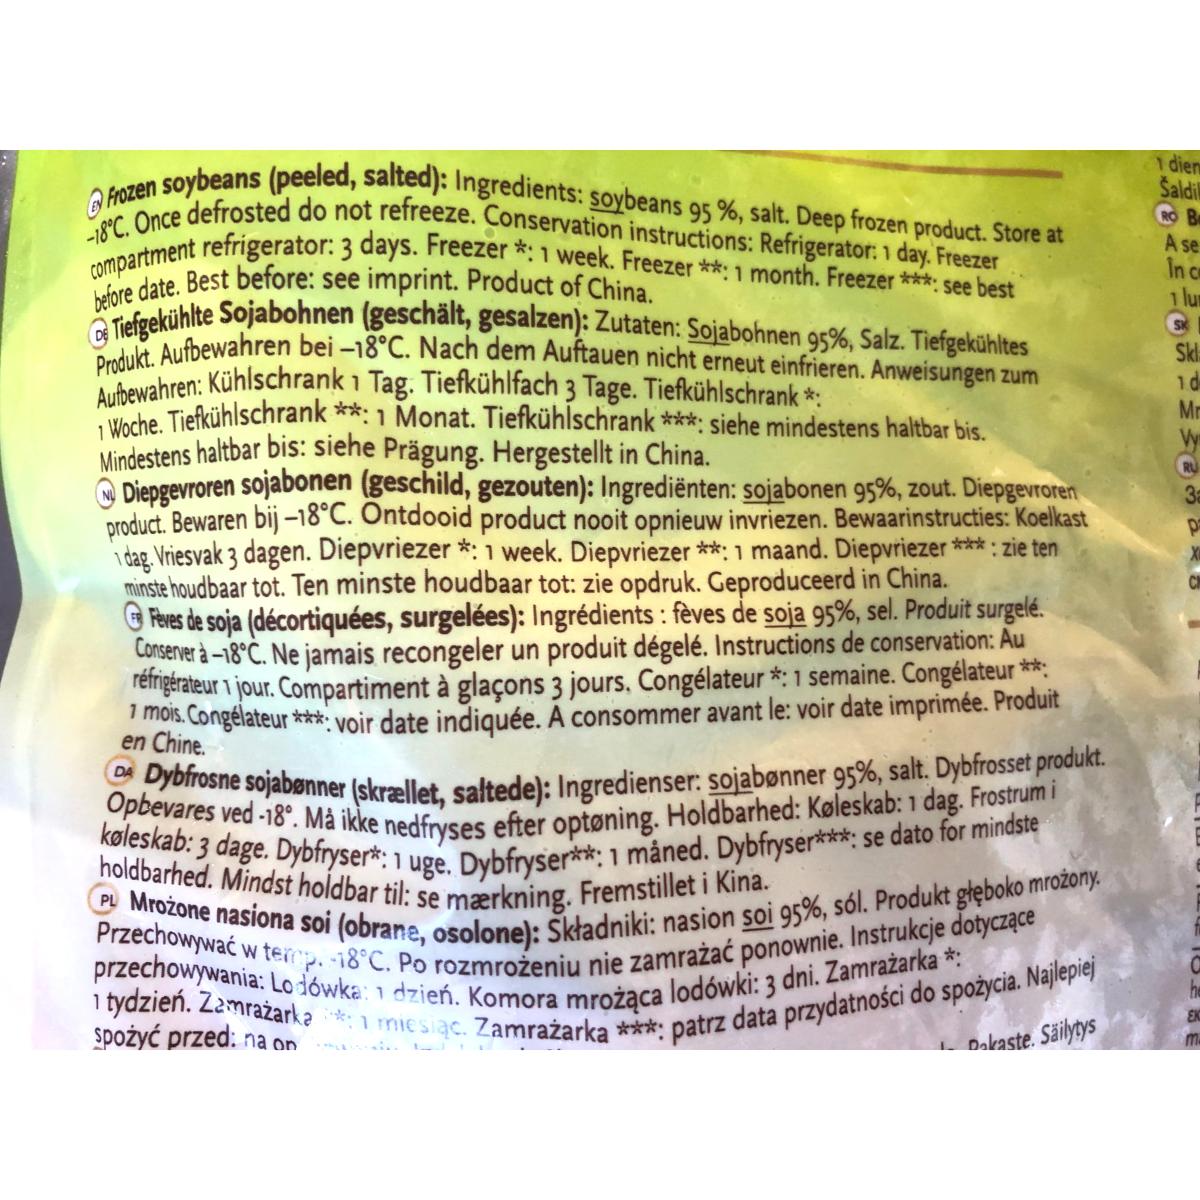 EN Frozen soybeans (peeled, salted): Ingredients: soybeans 95 %, salt. Deep frozen product. Store at
–18°C. Once defrosted do not refreeze. Conservation instructions: Refrigerator: 1 day. Freezer
compartment refrigerator: 3 days. Freezer *: 1 week. Freezer **: 1 month. Freezer ***: see best
before date. Best before: see imprint. Product of China.
DE Tiefgekühlte Sojabohnen (geschält, gesalzen): Zutaten: Sojabohnen 95%, Salz. Tiefgekühltes
Produkt. Aufbewahren bei –18°C. Nach dem Auftauen nicht erneut einfrieren. Anweisungen zum
Aufbewahren: Kühlschrank 1 Tag. Tiefkühlfach 3 Tage. Tiefkühlschrank *:
1 Woche. Tiefkühlschrank **: 1 Monat. Tiefkühlschrank ***: siehe mindestens haltbar bis.
Mindestens haltbar bis: siehe Prägung. Hergestellt in China.
NL Diepgevroren sojabonen (geschild, gezouten): Ingrediënten: sojabonen 95%, zout. Diepgevroren
product. Bewaren bij –18°C. Ontdooid product nooit opnieuw invriezen. Bewaarinstructies: Koelkast
1 dag. Vriesvak 3 dagen. Diepvriezer *: 1 week. Diepvriezer **: 1 maand. Diepvriezer *** : zie ten
minste houdbaar tot. Ten minste houdbaar tot: zie opdruk. Geproduceerd in China.
FR Fèves de soja (décortiquées, surgelées): Ingrédients : fèves de soja 95%, sel. Produit surgelé.
Conserver à –18°C. Ne jamais recongeler un produit dégelé. Instructions de conservation: Au
réfrigérateur 1 jour. Compartiment à glaçons 3 jours. Congélateur *: 1 semaine. Congélateur **:
1 mois. Congélateur ***: voir date indiquée. A consommer avant le: voir date imprimée. Produit
en Chine.
DA Dybfrosne sojabønner (skrællet, saltede): Ingredienser: sojabønner 95%, salt. Dybfrosset produkt.
Opbevares ved -18°. Må ikke nedfryses efter optøning. Holdbarhed: Køleskab: 1 dag. Frostrum i
køleskab: 3 dage. Dybfryser*: 1 uge. Dybfryser**: 1 måned. Dybfryser***: se dato for mindste
holdbarhed. Mindst holdbar til: se mærkning. Fremstillet i Kina.
PL Mrożone nasiona soi (obrane, osolone): Składniki: nasion soi 95%, sól. Produkt głęboko mrożony.
Przechowywać w temp. -18°C. Po rozmrożeniu nie zamrażać ponownie. Instrukcje dotyczące
przechowywania: Lodówka: 1 dzień. Komora mrożąca lodówki: 3 dni. Zamrażarka *:
1 tydzień. Zamrażarka **: 1 miesiąc. Zamrażarka ***: patrz data przydatności do spożycia. Najlepiej
spożyć przed: na
Pakaste. Säilytys
RO
SK
RU